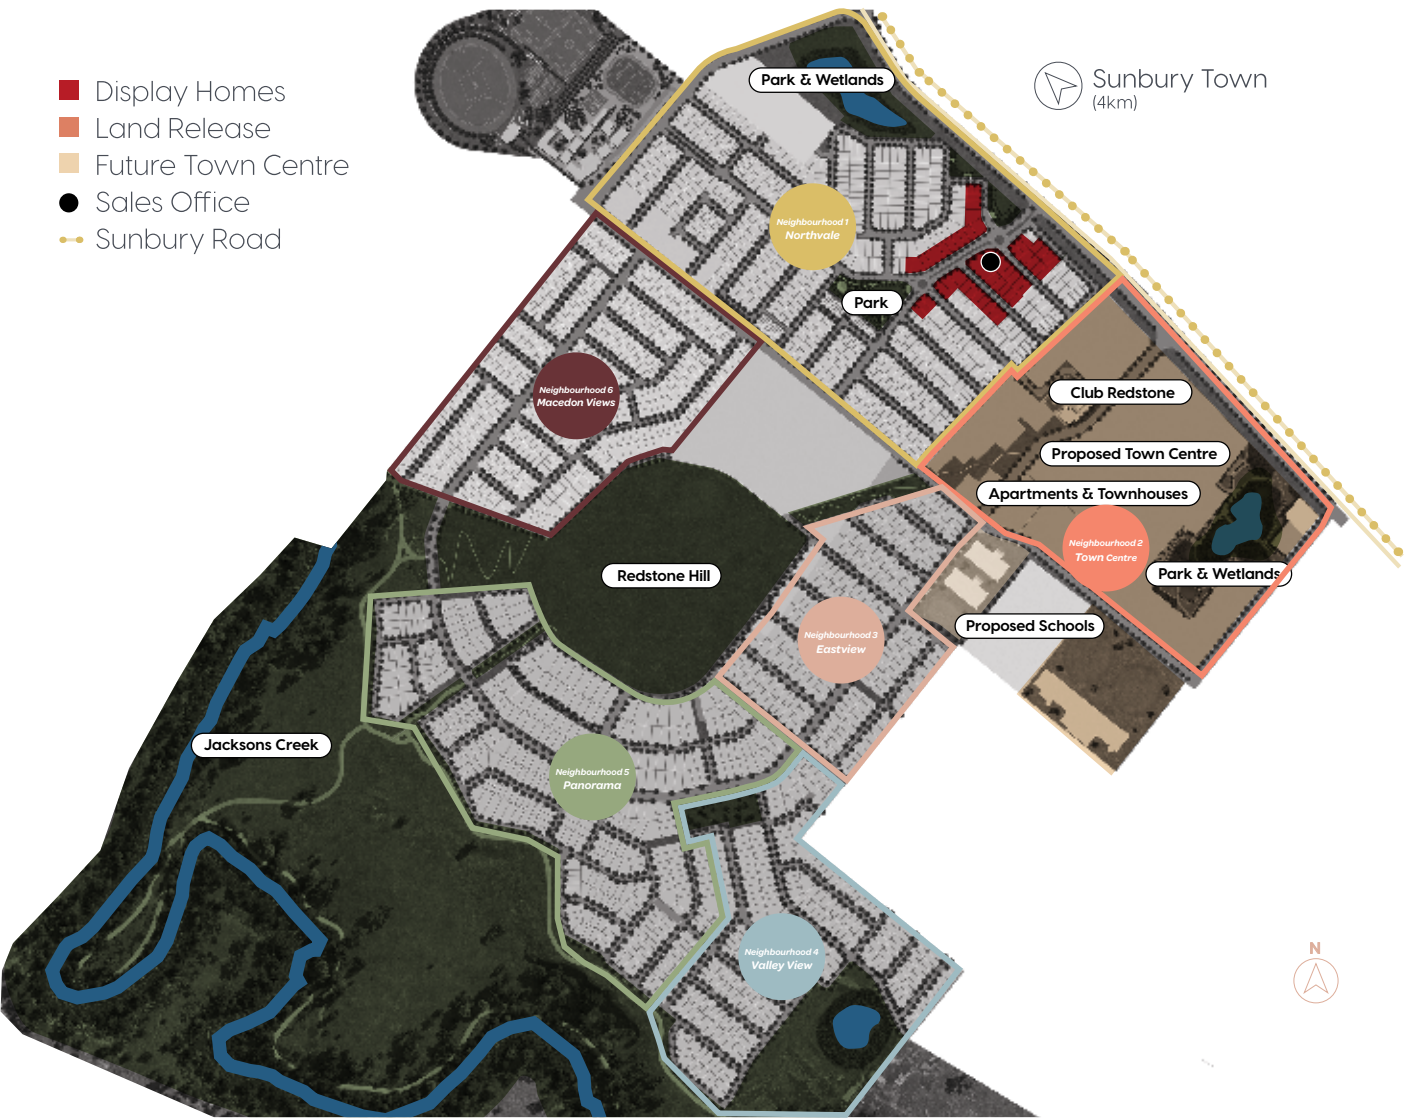 Display Homes
Land Release
Future Town Centre
Sales Office
Sunbury Road
Sunbury Town
(4km)
Park & Wetlands
Neighbourhood 1
Northvale
Park
Neighbourhood 6
Macedon Views
Club Redstone
Proposed Town Centre
Apartments & Townhouses
Neighbourhood 2
Town Centre
Park & Wetlands
Redstone Hill
Proposed Schools
Neighbourhood 3
Eastview
Jacksons Creek
Neighbourhood 5
Panorama
Neighbourhood 4
Valley View
N